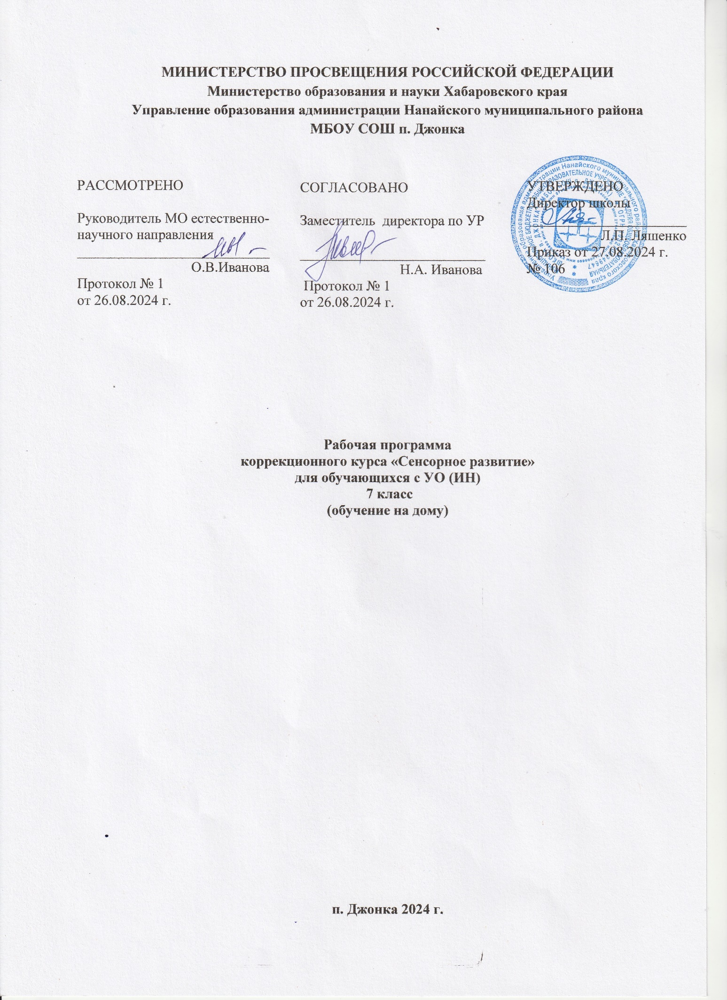 МИНИСТЕРСТВО ПРОСВЕЩЕНИЯ РОССИЙСКОЙ ФЕДЕРАЦИИ
Министерство образования и науки Хабаровского края
Управление образования администрации Нанайского муниципального района
МБОУ СОШ п. Джонка
РАССМОТРЕНО
Руководитель МО естественно-
научного направления
О.В.Иванова
Протокол № 1
от 26.08.2024 г.
СОГЛАСОВАНО
Заместитель директора по УР
Н.А. Иванова
Протокол № 1
от 26.08.2024 г.
УТВЕРЖДЕНО
Директор школы
Л.П. Ляшенко
Приказ от 27.08.2024 г.
№ 106
Рабочая программа
коррекционного курса «Сенсорное развитие»
для обучающихся с УО (ИН)
7 класс
(обучение на дому)
п. Джонка 2024 г.